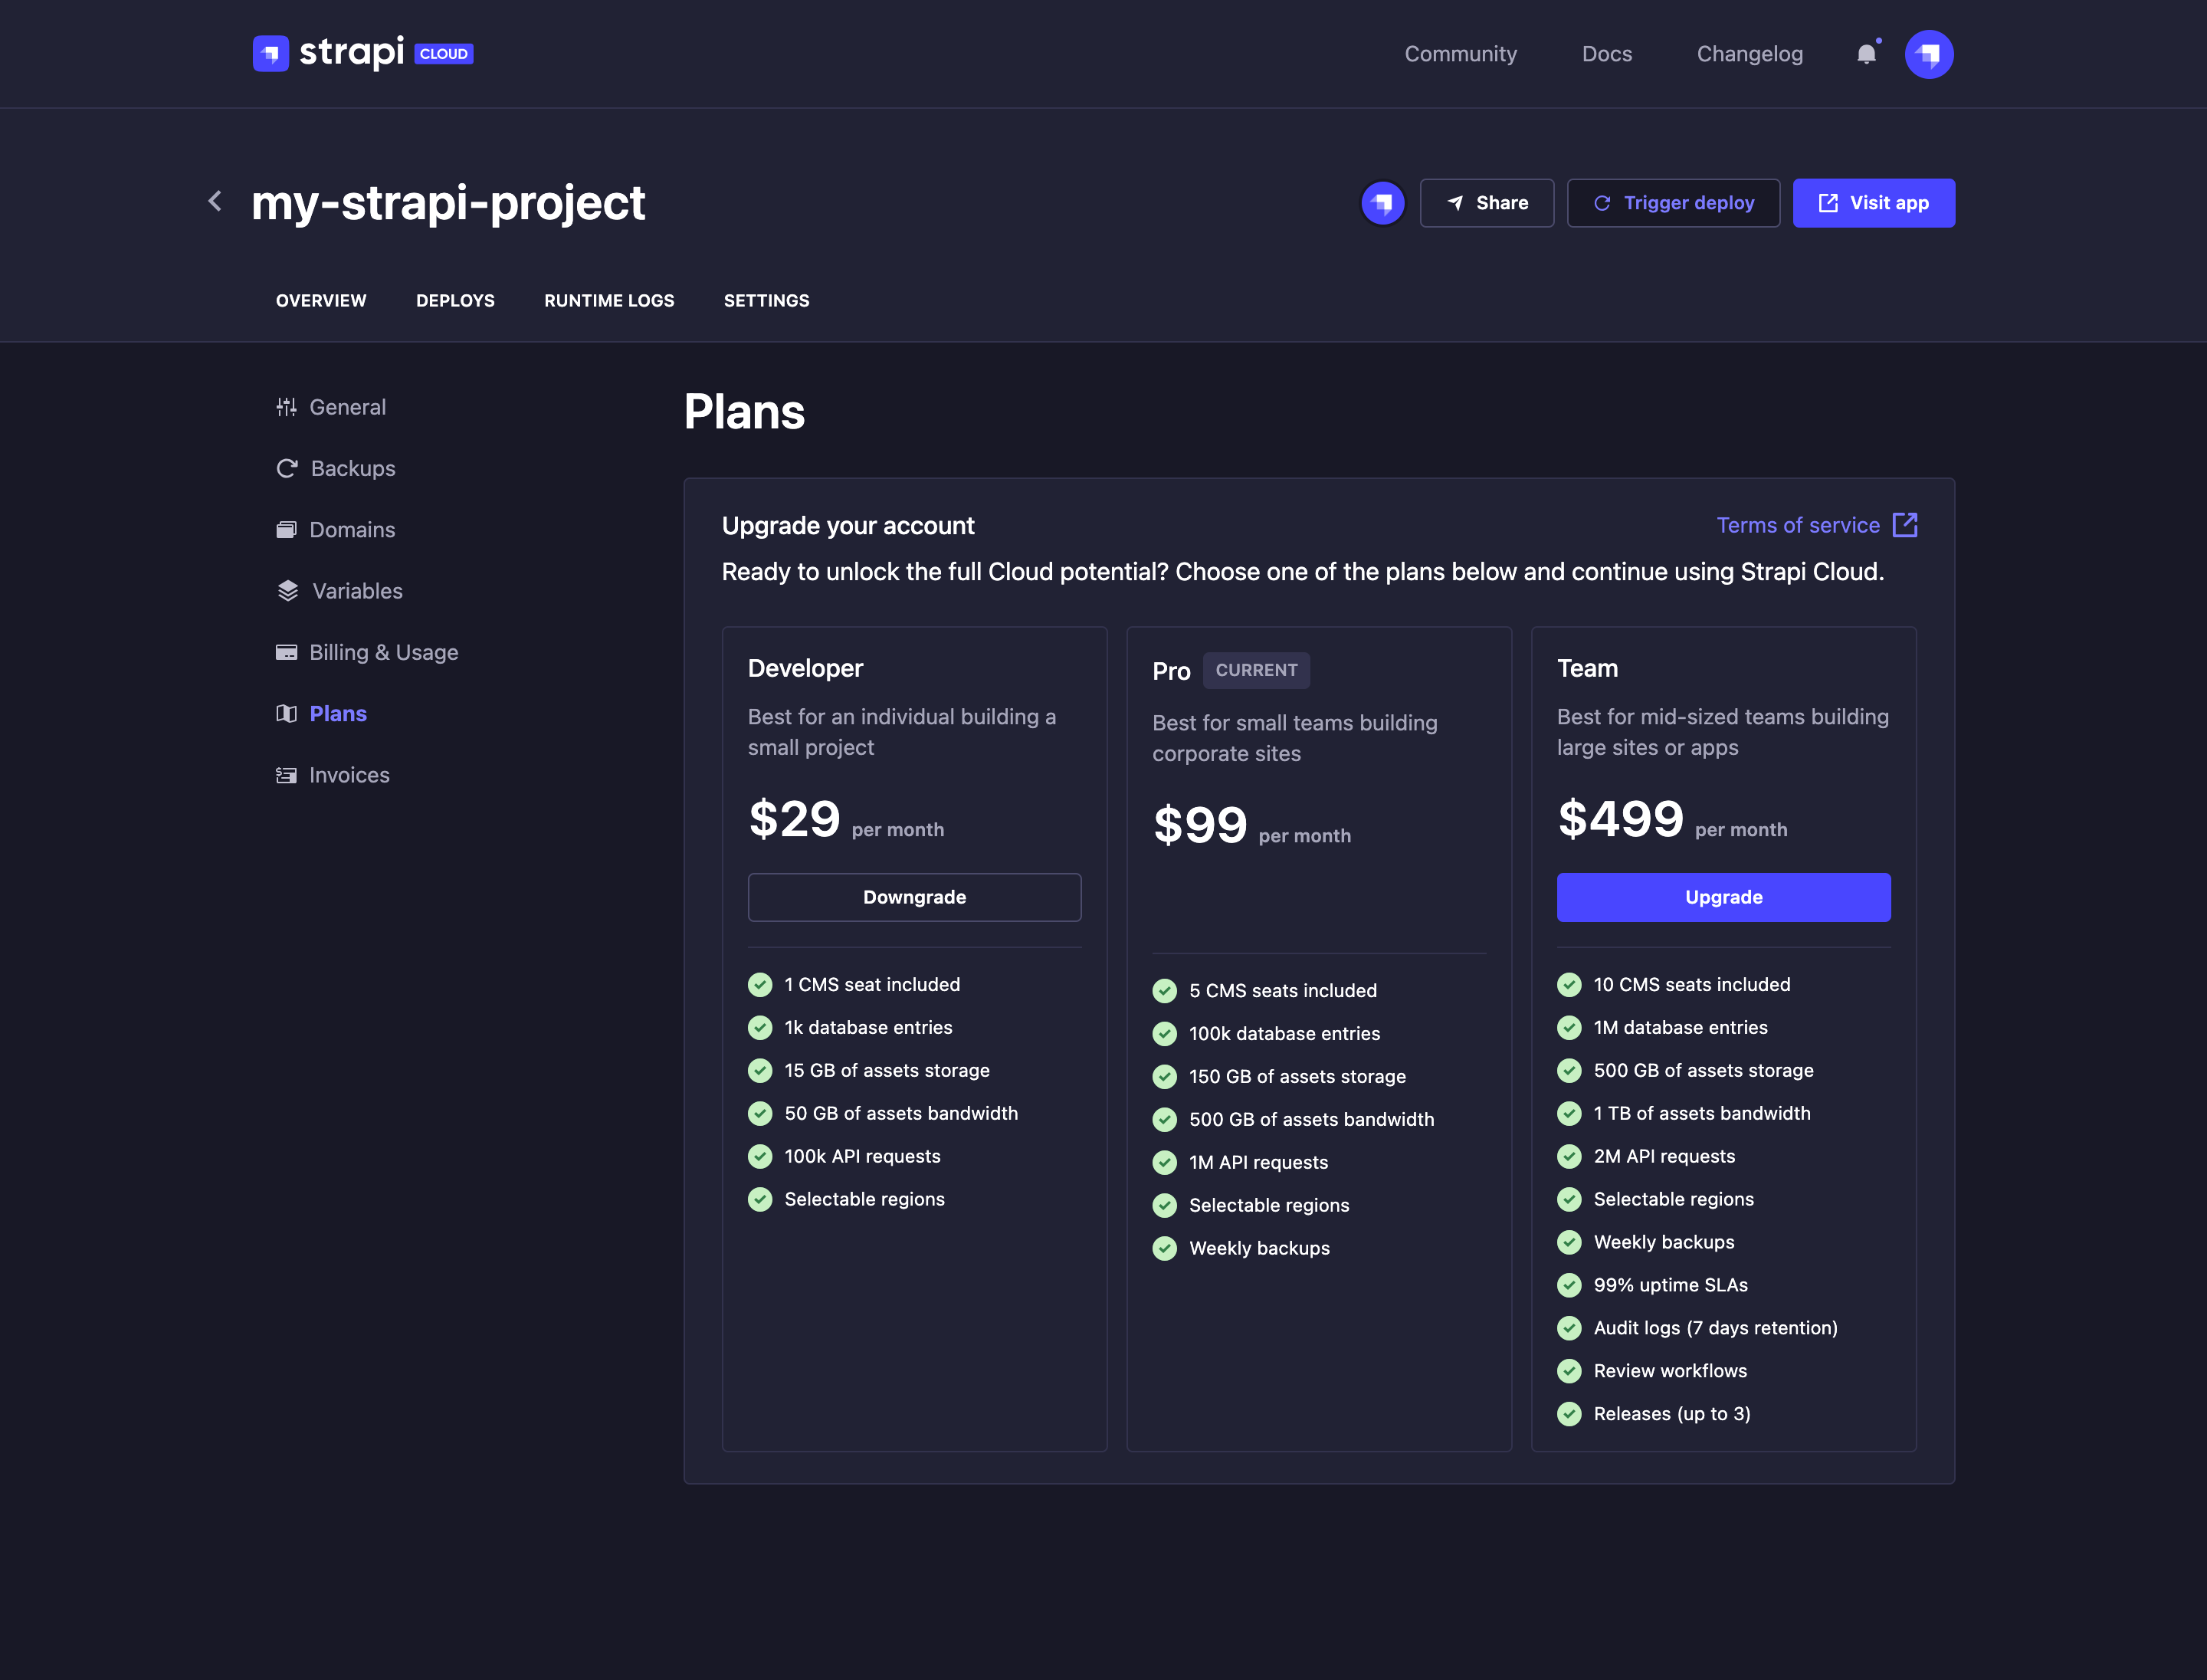 strapi CLOUD
Community
Docs
Changelog
my-strapi-project
Share
Trigger deploy
Visit app
OVERVIEW
DEPLOYS
RUNTIME LOGS
SETTINGS
General
Backups
Domains
Variables
Billing & Usage
Plans
Invoices
Plans
Upgrade your account
Terms of service
Ready to unlock the full Cloud potential? Choose one of the plans below and continue using Strapi Cloud.
Developer
Best for an individual building a
small project
$29 per month
Downgrade
1 CMS seat included
1k database entries
15 GB of assets storage
50 GB of assets bandwidth
100k API requests
Selectable regions
Pro CURRENT
Best for small teams building
corporate sites
$99 per month
5 CMS seats included
100k database entries
150 GB of assets storage
500 GB of assets bandwidth
1M API requests
Selectable regions
Weekly backups
Team
Best for mid-sized teams building
large sites or apps
$499 per month
Upgrade
10 CMS seats included
1M database entries
500 GB of assets storage
1 TB of assets bandwidth
2M API requests
Selectable regions
Weekly backups
99% uptime SLAs
Audit logs (7 days retention)
Review workflows
Releases (up to 3)